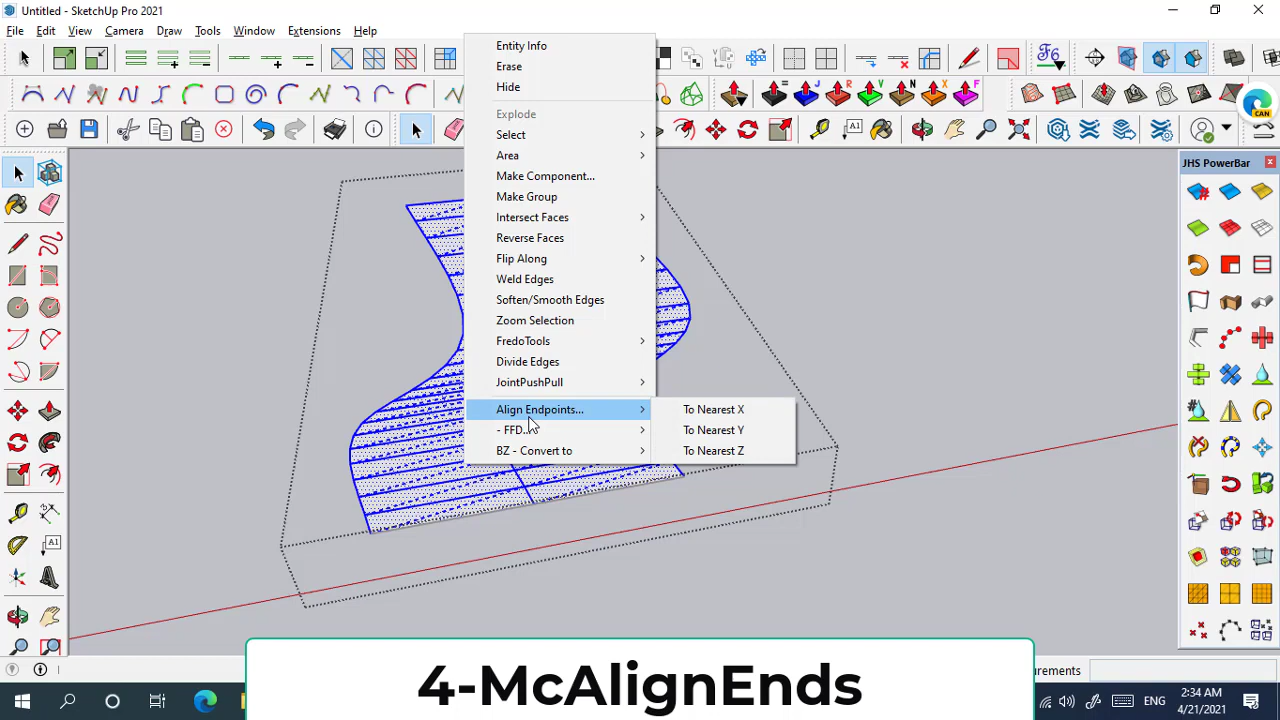 Untitled - SketchUp Pro 2021
File Edit Camera Draw Tools Window Extensions Help
Entity Info
Erase
Hide
Explode
Select
Area
Make Component...
Make Group
Intersect Faces
Reverse Faces
Flip Along
Weld Edges
Soften/Smooth Edges
Zoom Selection
FredoTools
Divide Edges
JointPushPull
Align Endpoints...
- FFD...
BZ - Convert to
To Nearest X
To Nearest Y
To Nearest Z
JHS PowerBar
CAN
urements
4-McAlignEnds
ENG
2:34 AM
4/21/2021